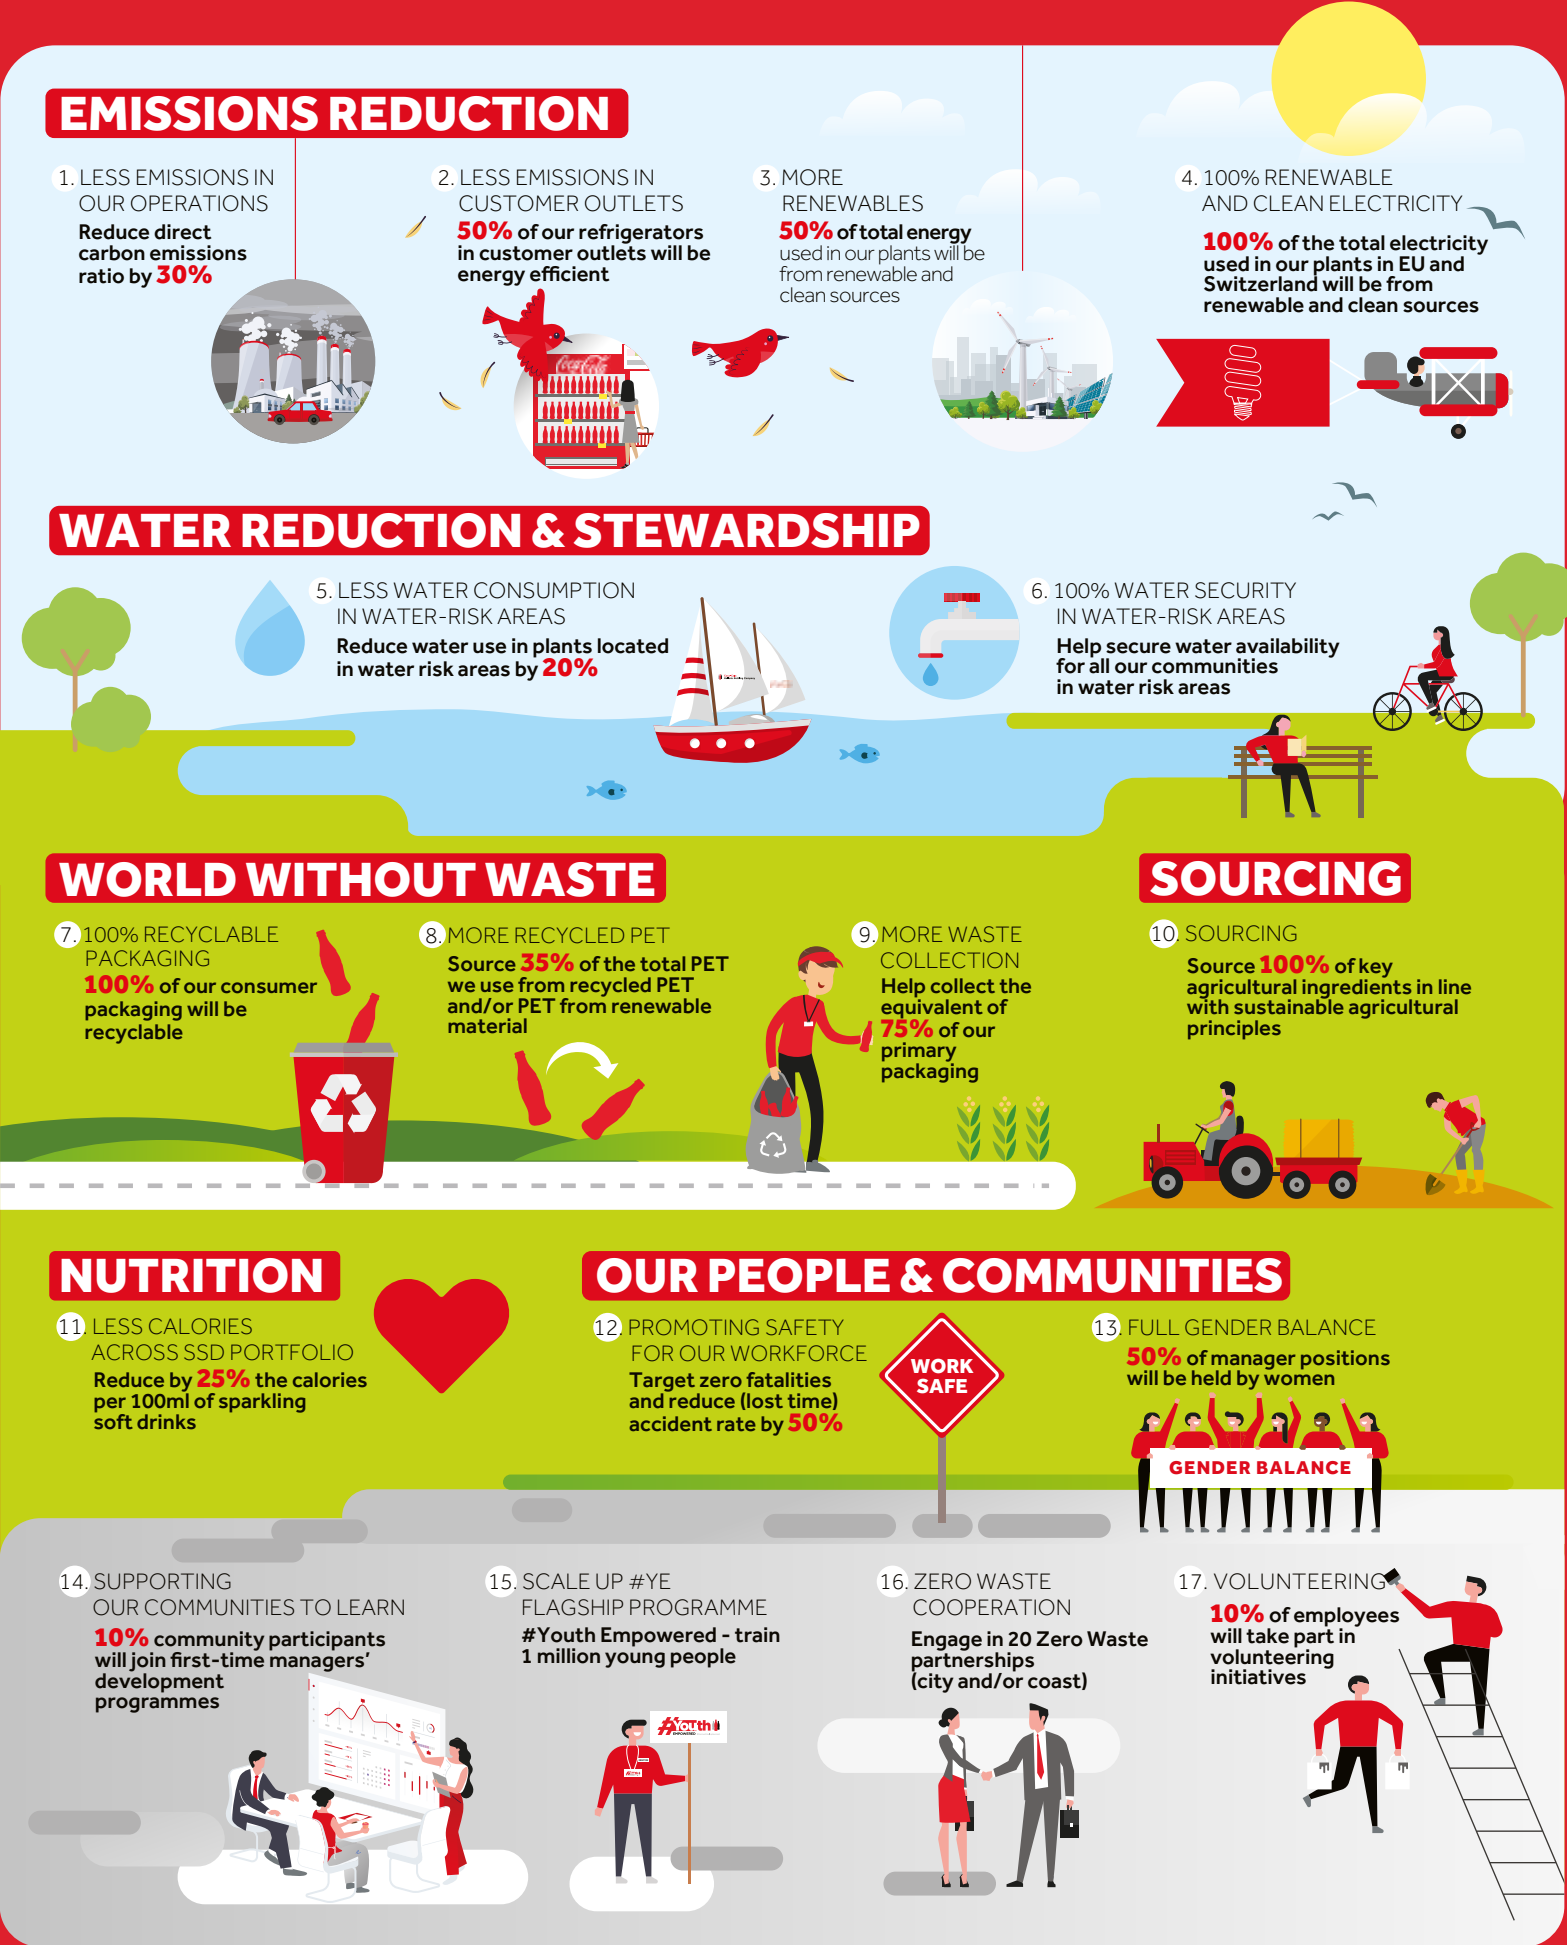 EMISSIONS REDUCTION
1. LESS EMISSIONS IN
OUR OPERATIONS
Reduce direct
carbon emissions
ratio by 30%
2. LESS EMISSIONS IN
CUSTOMER OUTLETS
50% of our refrigerators
in customer outlets will be
energy efficient
3. MORE
RENEWABLES
50% of total energy
used in our plants will be
from renewable and
clean sources
4. 100% RENEWABLE
AND CLEAN ELECTRICITY
100% of the total electricity
used in our plants in EU and
Switzerland will be from
renewable and clean sources
Coca-Cola
WATER REDUCTION & STEWARDSHIP
5. LESS WATER CONSUMPTION
IN WATER-RISK AREAS
Reduce water use in plants located
in water risk areas by 20%
6. 100% WATER SECURITY
IN WATER-RISK AREAS
Help secure water availability
for all our communities
in water risk areas
WORLD WITHOUT WASTE
7. 100% RECYCLABLE
PACKAGING
100% of our consumer
packaging will be
recyclable
8. MORE RECYCLED PET
Source 35% of the total PET
we use from recycled PET
and/or PET from renewable
material
9. MORE WASTE
COLLECTION
Help collect the
equivalent of
75% of our
primary
packaging
SOURCING
10. SOURCING
Source 100% of key
agricultural ingredients in line
with sustainable agricultural
principles
NUTRITION
11. LESS CALORIES
ACROSS SSD PORTFOLIO
Reduce by 25% the calories
per 100ml of sparkling
soft drinks
OUR PEOPLE & COMMUNITIES
12. PROMOTING SAFETY
FOR OUR WORKFORCE
Target zero fatalities
and reduce (lost time)
accident rate by 50%
WORK
SAFE
13. FULL GENDER BALANCE
50% of manager positions
will be held by women
GENDER BALANCE
14. SUPPORTING
OUR COMMUNITIES TO LEARN
10% community participants
will join first-time managers'
development
programmes
15. SCALE UP #YE
FLAGSHIP PROGRAMME
#Youth Empowered - train
1 million young people
#Youth
EMPOWERED
16. ZERO WASTE
COOPERATION
Engage in 20 Zero Waste
partnerships
(city and/or coast)
17. VOLUNTEERING
10% of employees
will take part in
volunteering
initiatives